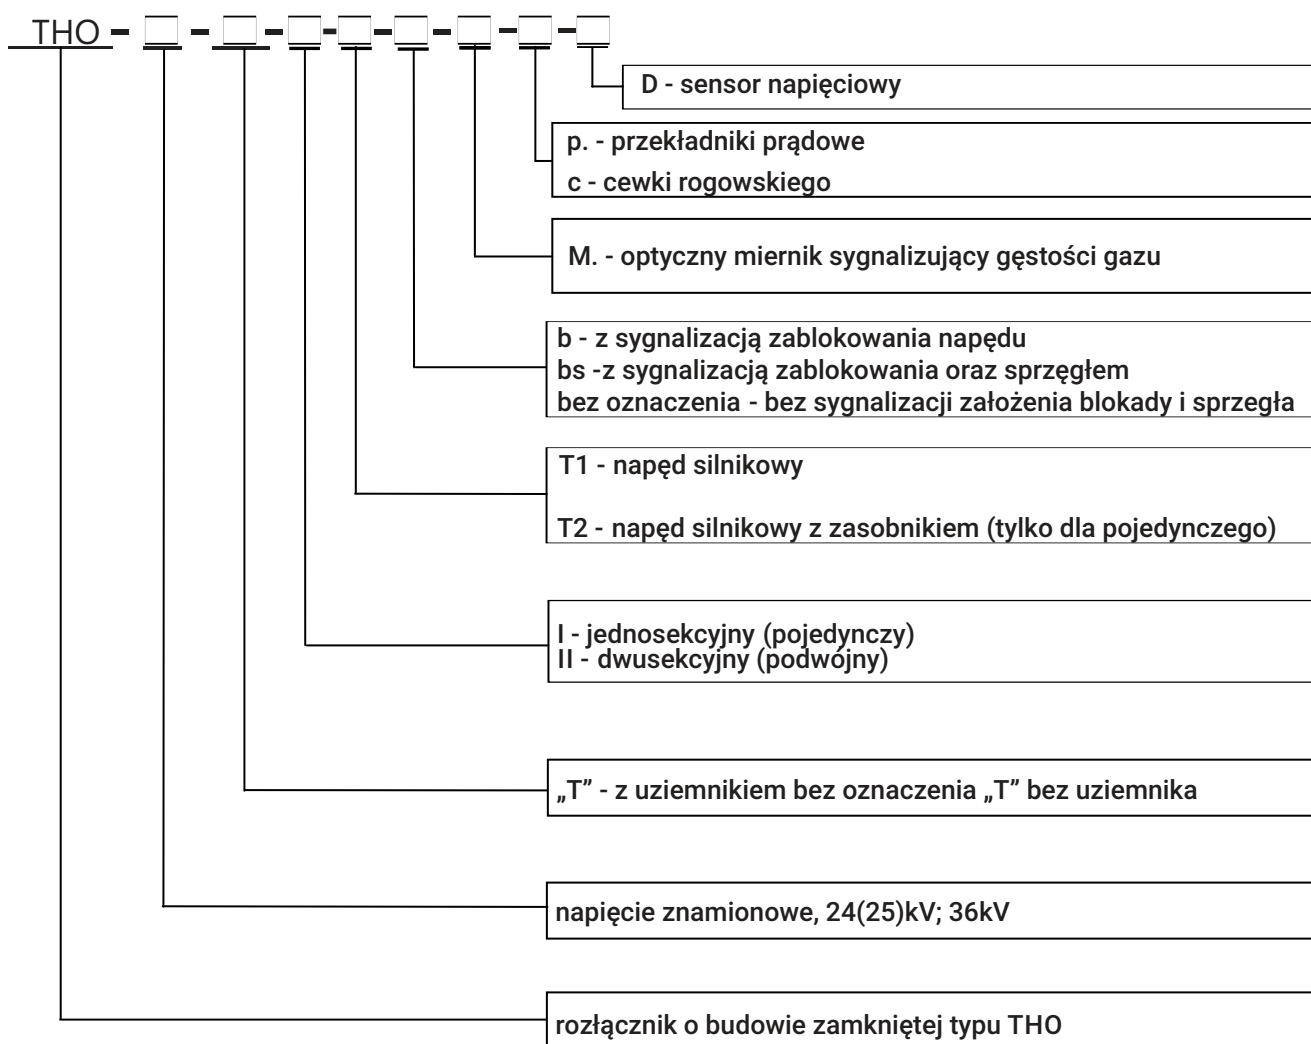 THO - - - - - - - -
D - sensor napięciowy
p. - przekładniki prądowe
c - cewki rogowskiego
M. - optyczny miernik sygnalizujący gęstości gazu
b - z sygnalizacją zablokowania napędu
bs -z sygnalizacją zablokowania oraz sprzęgłem
bez oznaczenia - bez sygnalizacji założenia blokady i sprzegła
T1 - napęd silnikowy
T2 - napęd silnikowy z zasobnikiem (tylko dla pojedynczego)
I - jednosekcyjny (pojedynczy)
II - dwusekcyjny (podwójny)
„T” - z uziemnikiem bez oznaczenia „T” bez uziemnika
napięcie znamionowe, 24(25)kV; 36kV
rozłącznik o budowie zamkniętej typu THO